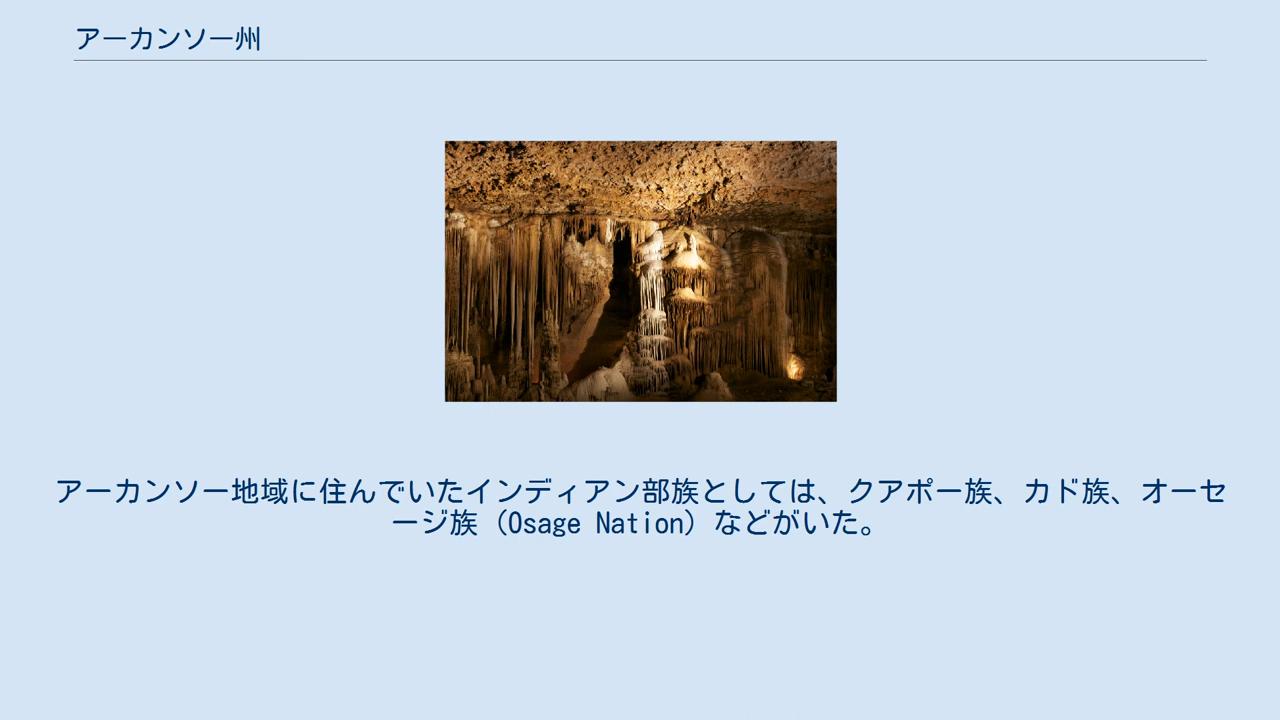 アーカンソー州
アーカンソー地域に住んでいたインディアン部族としては、クアポー族、カド族、オーセ
ージ族（Osage Nation）などがいた。